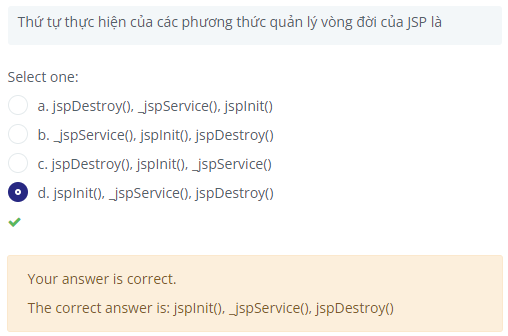 Thứ tự thực hiện của các phương thức quản lý vòng đời của JSP là
Select one:
a. jspDestroy(), _jspService(), jspInit()
b. _jspService(), jspInit(), jspDestroy()
c. jspDestroy(), jspInit(), _jspService()
d. jspInit(), _jspService(), jspDestroy()
Your answer is correct.
The correct answer is: jspInit(), _jspService(), jspDestroy()